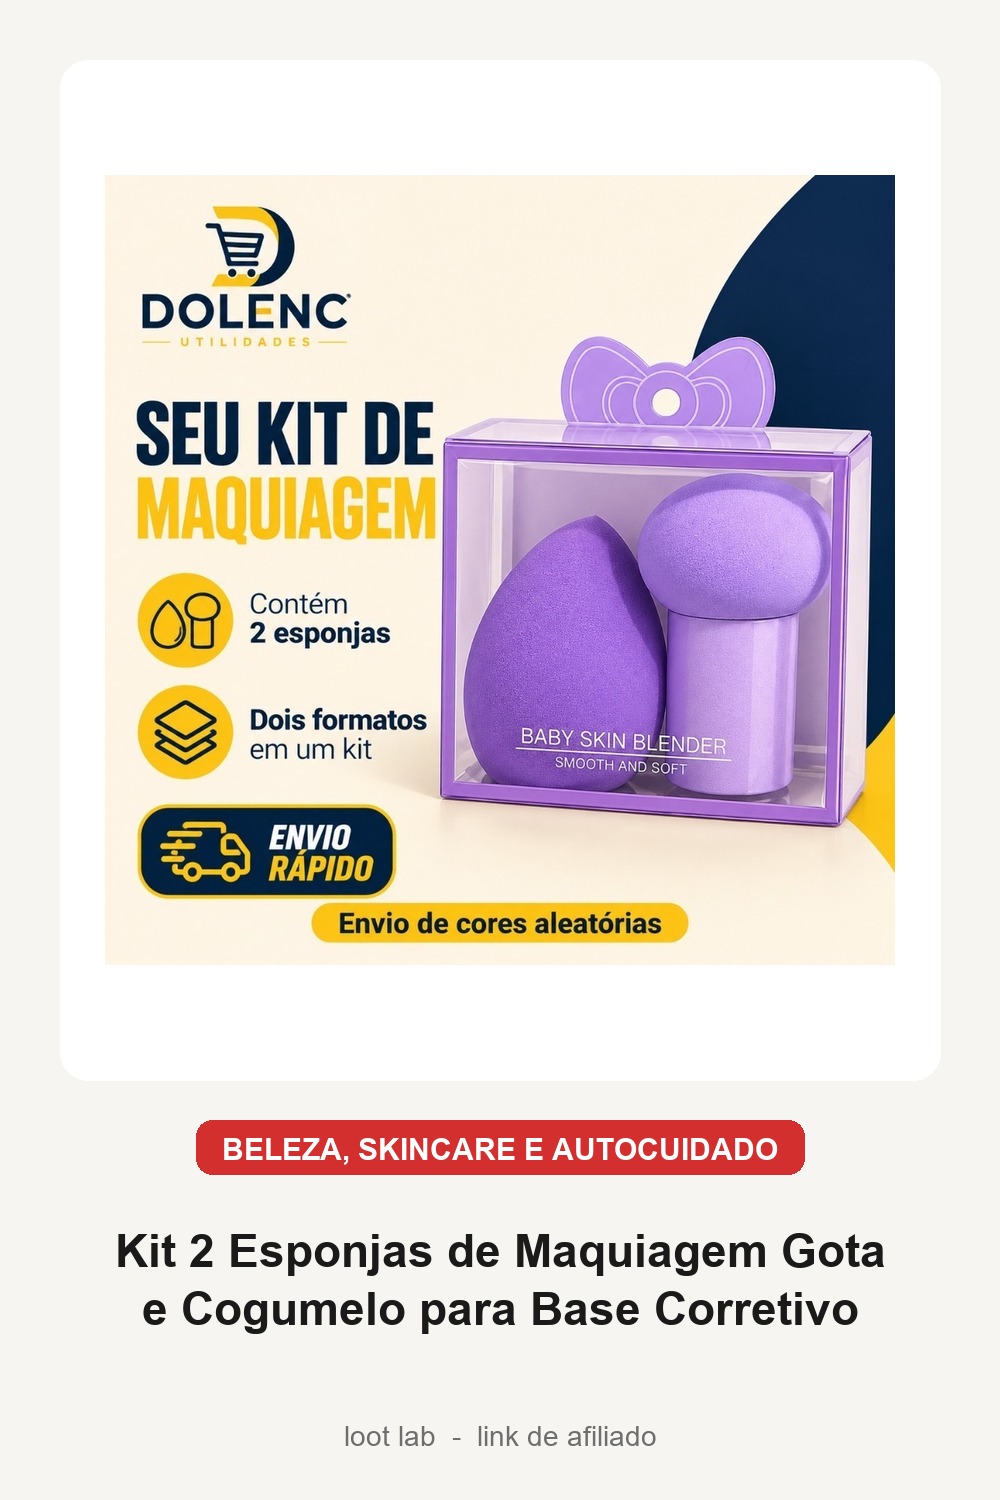 DOLENC
UTILIDADES
SEU KIT DE
MAQUIAGEM
Contém
2 esponjas
Dois formatos
em um kit
ENVIO
RÁPIDO
Envio de cores aleatórias
BABY SKIN BLENDER
SMOOTH AND SOFT
BELEZA, SKINCARE E AUTOCUIDADO
Kit 2 Esponjas de Maquiagem Gota
e Cogumelo para Base Corretivo
loot lab - link de afiliado